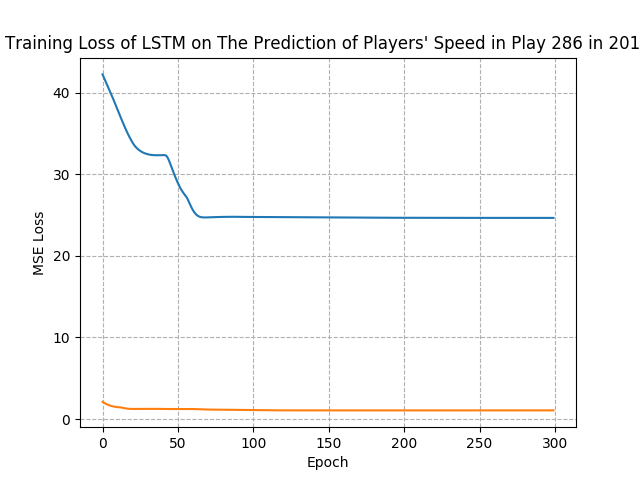 Training Loss of LSTM on The Prediction of Players' Speed in Play 286 in 201
40
30
20
10
0
MSE Loss
0 50 100 150 200 250 300
Epoch